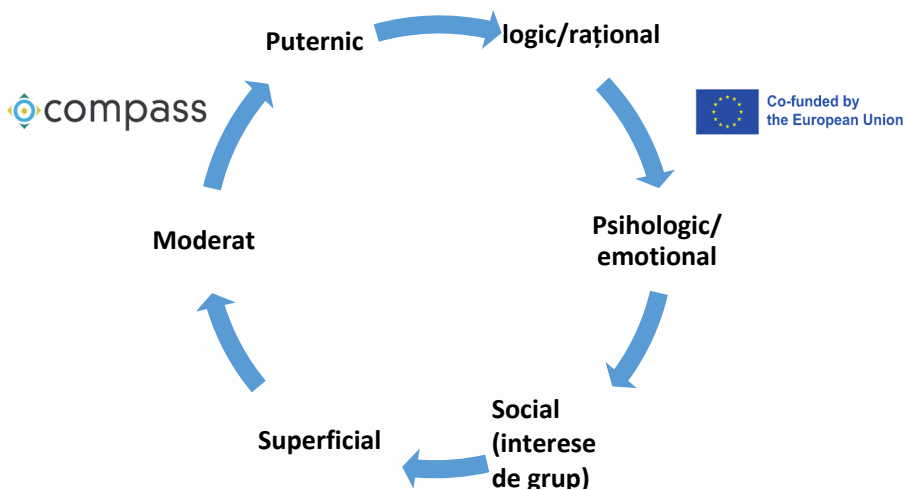 Puternic
logic/rațional
compass
Co-funded by
the European Union
Moderat
Psihologic/
emotional
Superficial
Social
(interese
de grup)